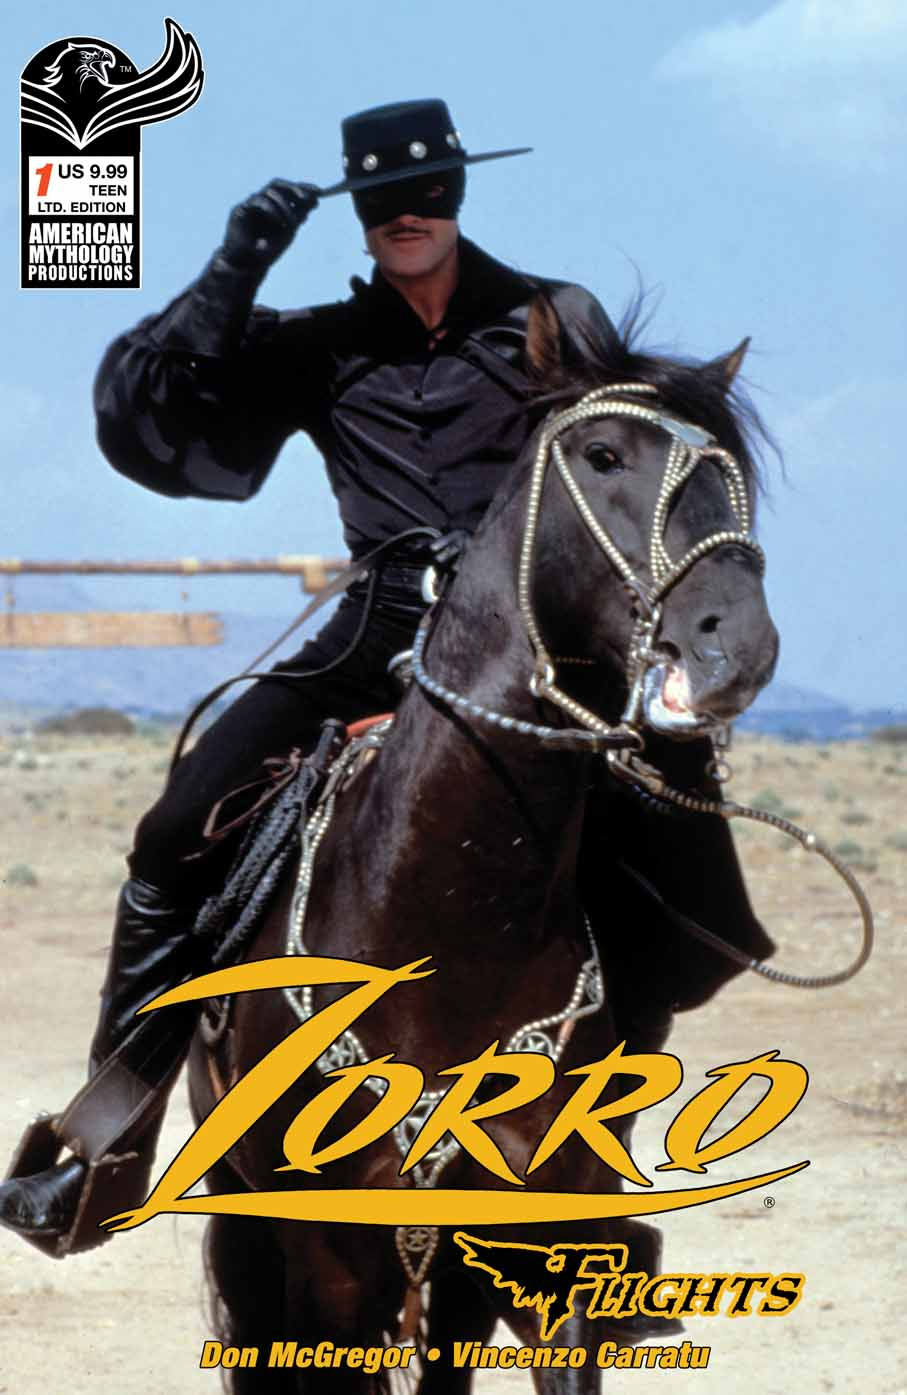 TM
1 US 9.99
TEEN
LTD. EDITION
AMERICAN
MYTHOLOGY
PRODUCTIONS
ZORRO
®
FLIGHTS
Don McGregor • Vincenzo Carratu